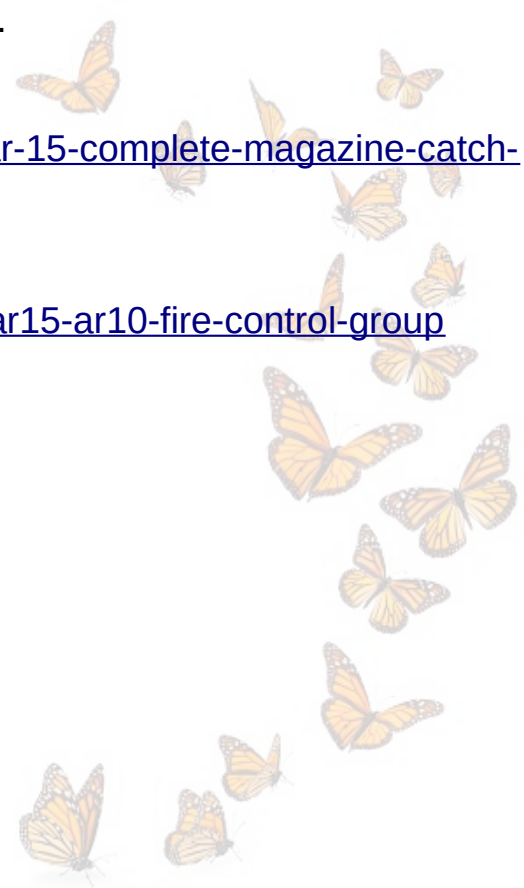 .
r-15-complete-magazine-catch-
ar15-ar10-fire-control-group